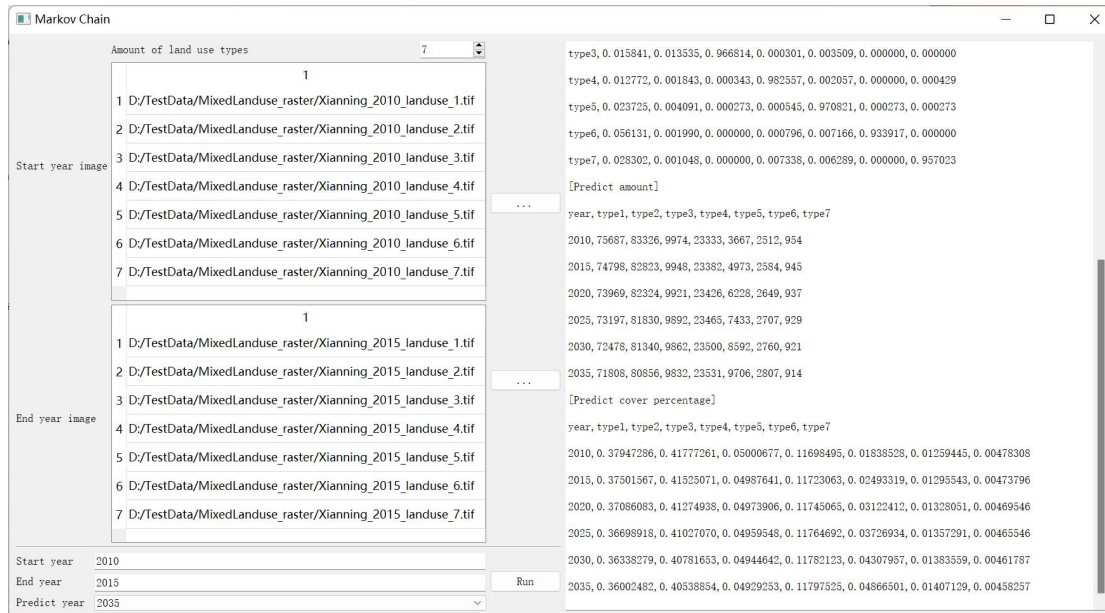 Markov Chain
Amount of land use types 7
Start year image
1
1 D:/TestData/MixedLanduse_raster/Xianning_2010_landuse_1.tif
2 D:/TestData/MixedLanduse_raster/Xianning_2010_landuse_2.tif
3 D:/TestData/MixedLanduse_raster/Xianning_2010_landuse_3.tif
4 D:/TestData/MixedLanduse_raster/Xianning_2010_landuse_4.tif
5 D:/TestData/MixedLanduse_raster/Xianning_2010_landuse_5.tif
6 D:/TestData/MixedLanduse_raster/Xianning_2010_landuse_6.tif
7 D:/TestData/MixedLanduse_raster/Xianning_2010_landuse_7.tif
...
End year image
1
1 D:/TestData/MixedLanduse_raster/Xianning_2015_landuse_1.tif
2 D:/TestData/MixedLanduse_raster/Xianning_2015_landuse_2.tif
3 D:/TestData/MixedLanduse_raster/Xianning_2015_landuse_3.tif
4 D:/TestData/MixedLanduse_raster/Xianning_2015_landuse_4.tif
5 D:/TestData/MixedLanduse_raster/Xianning_2015_landuse_5.tif
6 D:/TestData/MixedLanduse_raster/Xianning_2015_landuse_6.tif
7 D:/TestData/MixedLanduse_raster/Xianning_2015_landuse_7.tif
...
Start year 2010
End year 2015
Predict year 2035
Run
type3, 0.015841, 0.013535, 0.966814, 0.000301, 0.003509, 0.000000, 0.000000
type4, 0.012772, 0.001843, 0.000343, 0.982557, 0.002057, 0.000000, 0.000429
type5, 0.023725, 0.004091, 0.000273, 0.000545, 0.970821, 0.000273, 0.000273
type6, 0.056131, 0.001990, 0.000000, 0.000796, 0.007166, 0.933917, 0.000000
type7, 0.028302, 0.001048, 0.000000, 0.007338, 0.006289, 0.000000, 0.957023
[Predict amount]
year, type1, type2, type3, type4, type5, type6, type7
2010, 75687, 83326, 9974, 23333, 3667, 2512, 954
2015, 74798, 82823, 9948, 23382, 4973, 2584, 945
2020, 73969, 82324, 9921, 23426, 6228, 2649, 937
2025, 73197, 81830, 9892, 23465, 7433, 2707, 929
2030, 72478, 81340, 9862, 23500, 8592, 2760, 921
2035, 71808, 80856, 9832, 23531, 9706, 2807, 914
[Predict cover percentage]
year, type1, type2, type3, type4, type5, type6, type7
2010, 0.37947286, 0.41777261, 0.05000677, 0.11698495, 0.01838528, 0.01259445, 0.00478308
2015, 0.37501567, 0.41525071, 0.04987641, 0.11723063, 0.02493319, 0.01295543, 0.00473796
2020, 0.37086083, 0.41274938, 0.04973906, 0.11745065, 0.03122412, 0.01328051, 0.00469546
2025, 0.36698918, 0.41027070, 0.04959548, 0.11764692, 0.03726934, 0.01357291, 0.00465546
2030, 0.36338279, 0.40781653, 0.04944642, 0.11782123, 0.04307957, 0.01383559, 0.00461787
2035, 0.36002482, 0.40538854, 0.04929253, 0.11797525, 0.04866501, 0.01407129, 0.00458257